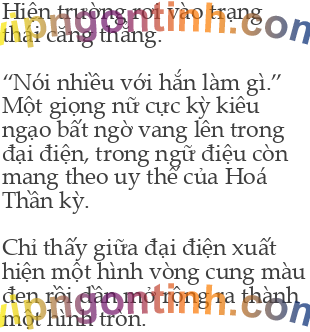 Hiện trường rơi vào trạng
thái căng thẳng.
“Nói nhiều với hắn làm gì.”
Một giọng nữ cực kỳ kiêu
ngạo bất ngờ vang lên trong
đại điện, trong ngữ điệu còn
mang theo uy thế của Hoá
Thần kỳ.
Chỉ thấy giữa đại điện xuất
hiện một hình vòng cung màu
đen rồi dần mở rộng ra thành
một hình tròn.
vipngontinh.com
vipngontinh.com